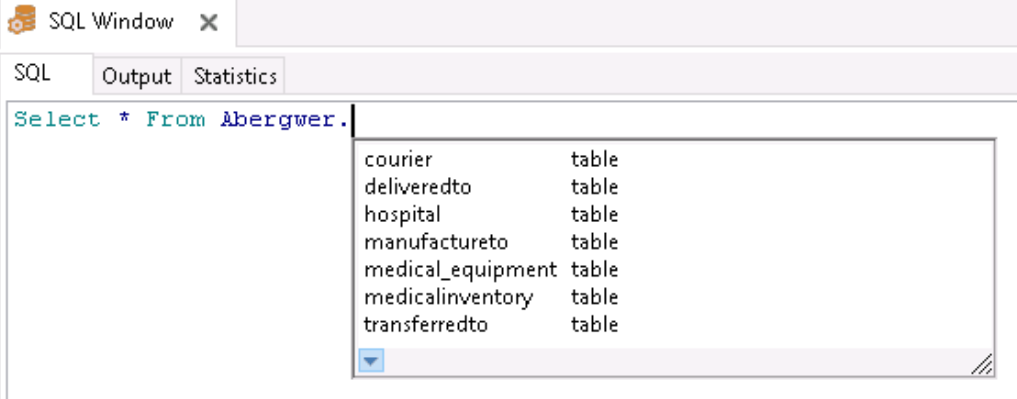 SQL Window
SQL Output Statistics
Select * From Abergwer.
courier table
deliveredto table
hospital table
manufactureto table
medical_equipment table
medicalinventory table
transferredto table